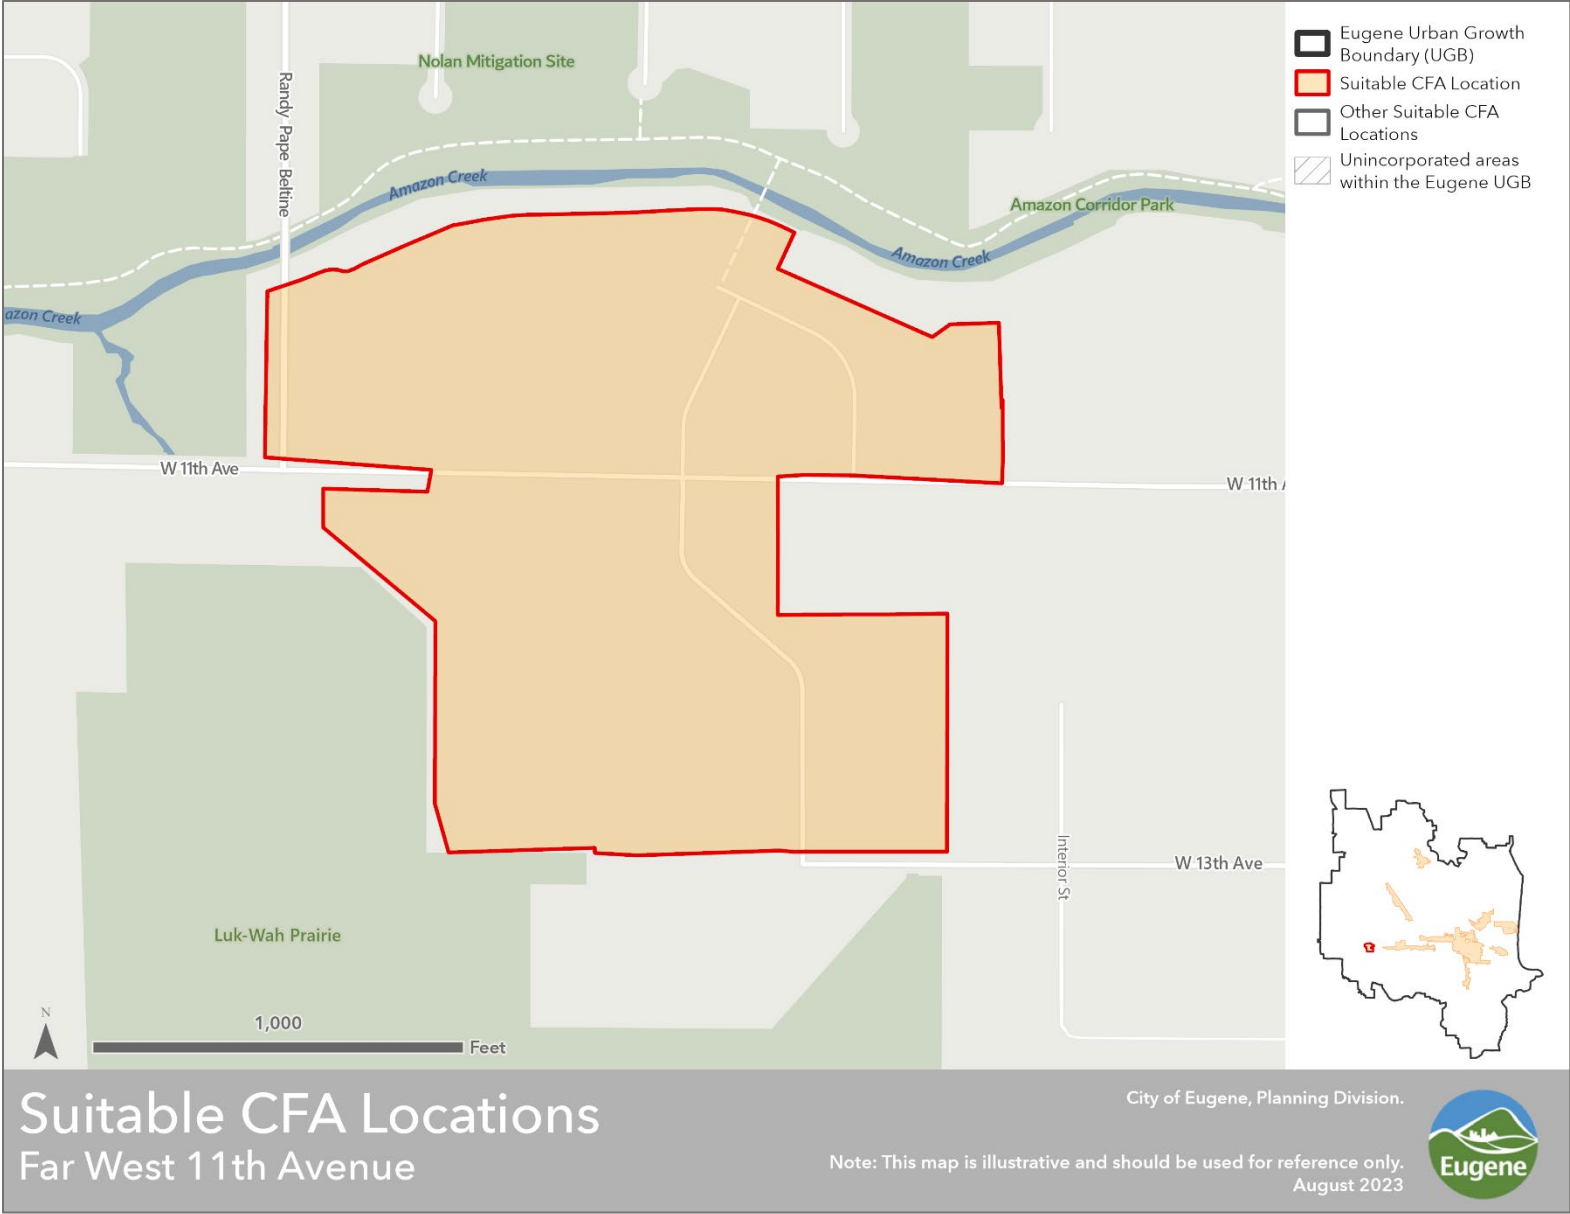 Nolan Mitigation Site
Randy Pape Beltine
Amazon Creek
Amazon Corridor Park
Amazon Creek
azon Creek
W 11th Ave
W 11th A
Interior St
W 13th Ave
Luk-Wah Prairie
N
1,000
Feet
Eugene Urban Growth
Boundary (UGB)
Suitable CFA Location
Other Suitable CFA
Locations
Unincorporated areas
within the Eugene UGB
Suitable CFA Locations
Far West 11th Avenue
City of Eugene, Planning Division.
Note: This map is illustrative and should be used for reference only.
August 2023
Eugene